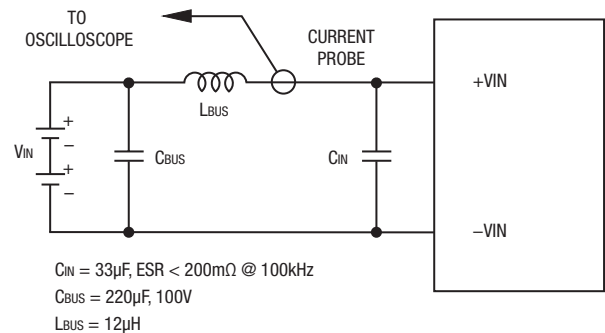 TO
OSCILLOSCOPE
CURRENT
PROBE
+VIN
LBUS
+
−
+
−
VIN
CBUS
CIN
−VIN
CIN = 33µF, ESR < 200mΩ @ 100kHz
CBUS = 220µF, 100V
LBUS = 12µH